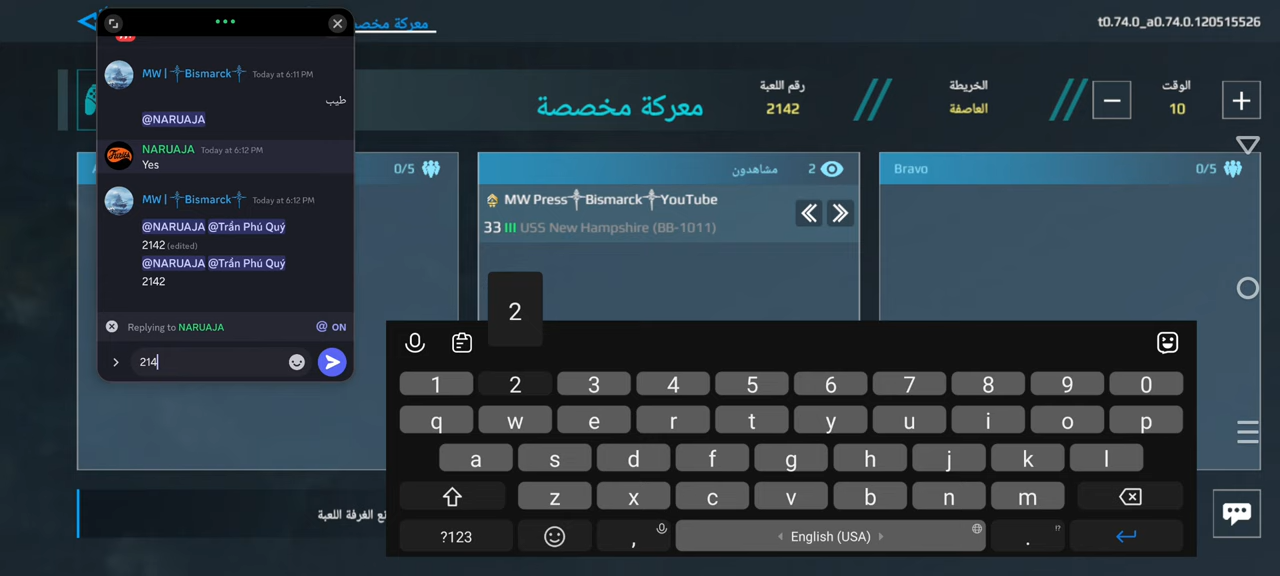 معركة مخصصة
t0.74.0_a0.74.0.120515526
MW | ╋Bismarck╋ Today at 6:11 PM
طيب
@NARUAJA
NARUAJA Today at 6:12 PM
Yes
MW | ╋Bismarck╋ Today at 6:12 PM
@NARUAJA @Trần Phú Quý
2142 (edited)
@NARUAJA @Trần Phú Quý
2142
Replying to NARUAJA
@ ON
214
معركة مخصصة
رقم اللعبة
2142
الخريطة
العاصفة
الوقت
10
0/5
مشاهدون 2
MW Press╋Bismarck╋YouTube
33 III USS New Hampshire (BB-1011)
Bravo 0/5
الغرفة اللعبة
2
1 2 3 4 5 6 7 8 9 0
q w e r t y u i o p
a s d f g h j k l
z x c v b n m
?123 , English (USA) . !?